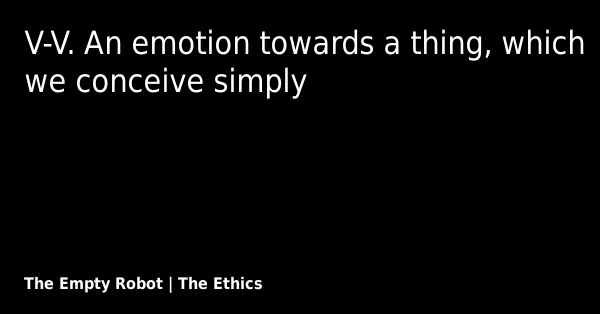 V-V. An emotion towards a thing, which
we conceive simply
The Empty Robot | The Ethics